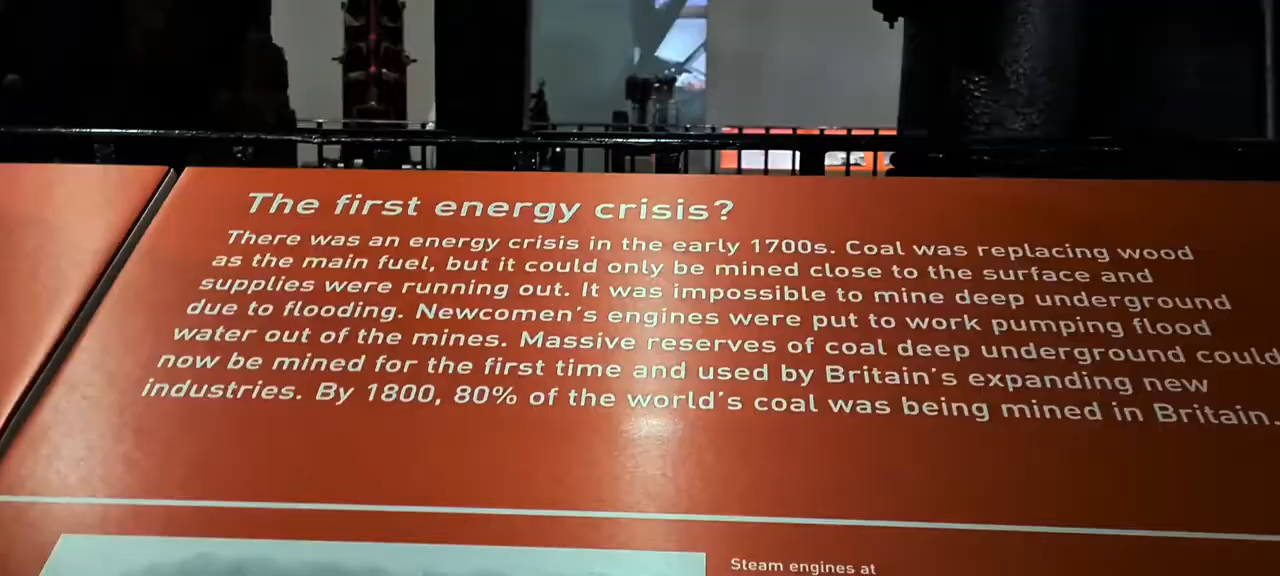 The first energy crisis?
There was an energy crisis in the early 1700s. Coal was replacing wood
as the main fuel, but it could only be mined close to the surface and
supplies were running out. It was impossible to mine deep underground
due to flooding. Newcomen's engines were put to work pumping flood
water out of the mines. Massive reserves of coal deep underground could
now be mined for the first time and used by Britain's expanding new
industries. By 1800, 80% of the world's coal was being mined in Britain.
Steam engines at